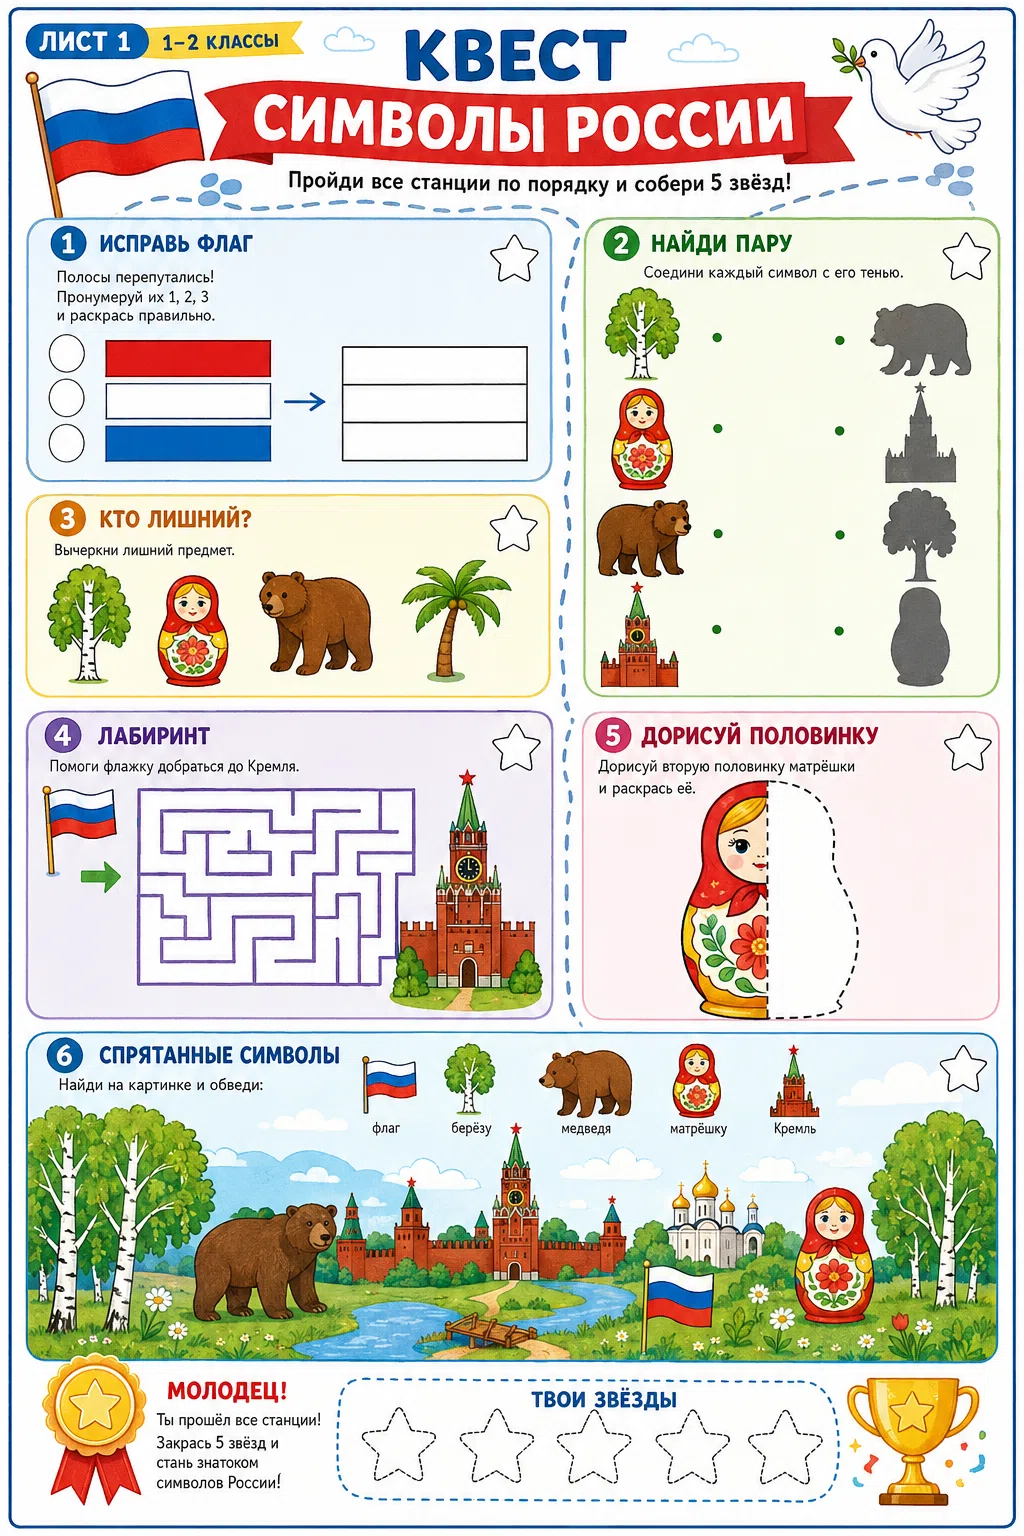 ЛИСТ 1
1–2 КЛАССЫ
КВЕСТ
СИМВОЛЫ РОССИИ
Пройди все станции по порядку и собери 5 звёзд!
1 ИСПРАВЬ ФЛАГ
Полосы перепутались!
Пронумеруй их 1, 2, 3
и раскрась правильно.
2 НАЙДИ ПАРУ
Соедини каждый символ с его тенью.
3 КТО ЛИШНИЙ?
Вычеркни лишний предмет.
4 ЛАБИРИНТ
Помоги флажку добраться до Кремля.
5 ДОРИСУЙ ПОЛОВИНКУ
Дорисуй вторую половинку матрёшки
и раскрась её.
6 СПРЯТАННЫЕ СИМВОЛЫ
Найди на картинке и обведи:
флаг
берёзу
медведя
матрёшку
Кремль
МОЛОДЕЦ!
Ты прошёл все станции!
Закрась 5 звёзд и
стань знатоком
символов России!
ТВОИ ЗВЁЗДЫ